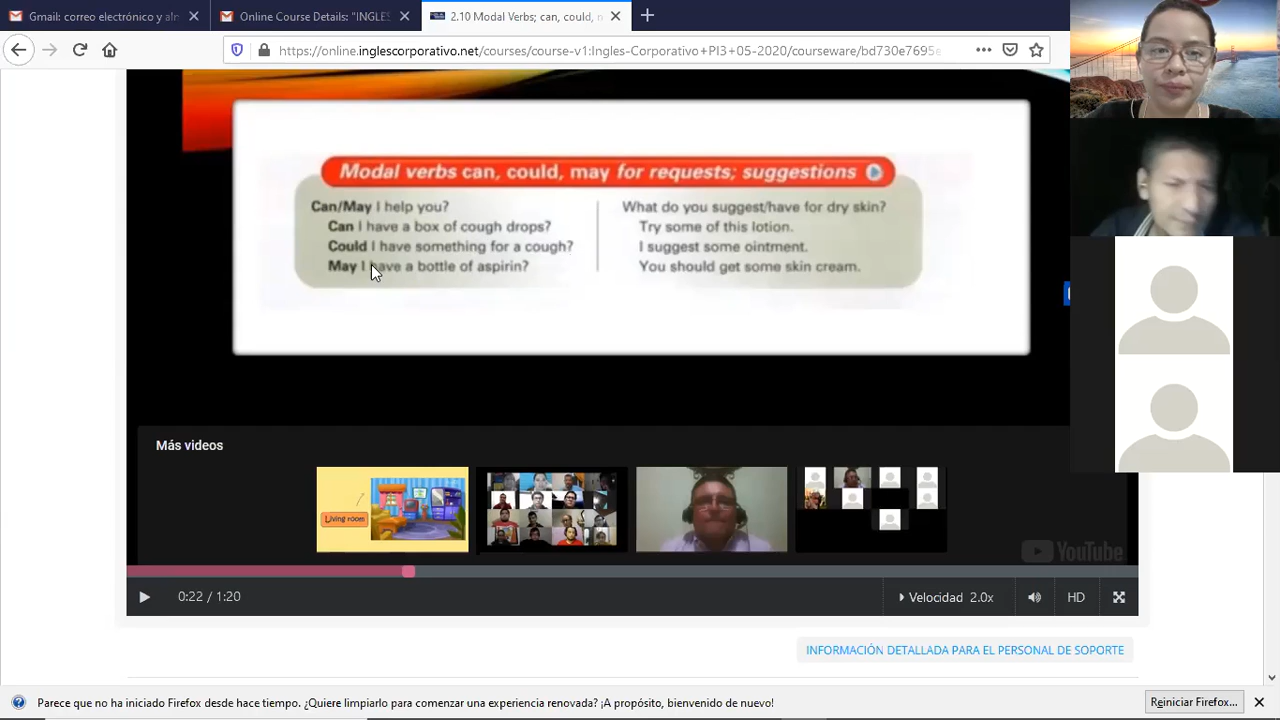 Gmail: correo electrónico y alm
Online Course Details: "INGLES
2.10 Modal Verbs; can, could, m
https://online.inglescorporativo.net/courses/course-v1:Ingles-Corporativo+PI3+05-2020/courseware/bd730e7695e
Modal verbs can, could, may for requests; suggestions
Can/May I help you?
Can I have a box of cough drops?
Could I have something for a cough?
May I have a bottle of aspirin?
What do you suggest/have for dry skin?
Try some of this lotion.
I suggest some ointment.
You should get some skin cream.
Más videos
Living room
YouTube
0:22 / 1:20
Velocidad 2.0x
HD
INFORMACIÓN DETALLADA PARA EL PERSONAL DE SOPORTE
Parece que no ha iniciado Firefox desde hace tiempo. ¿Quiere limpiarlo para comenzar una experiencia renovada? ¡A propósito, bienvenido de nuevo!
Reiniciar Firefox...